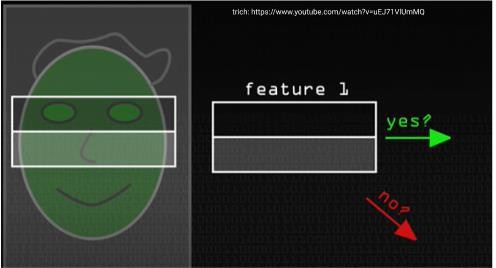 trich: https://www.youtube.com/watch?v=uEJ71VlUmMQ
feature 1
yes?
no?